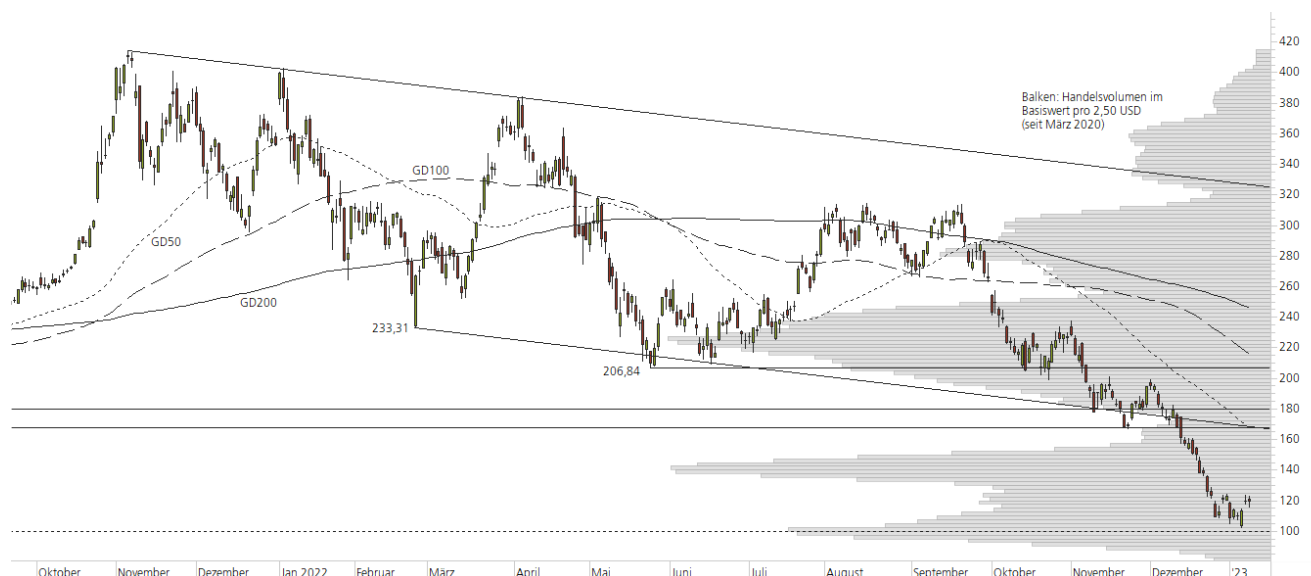 420
400
Balken: Handelsvolumen im
Basiswert pro 2,50 USD
(seit März 2020)
380
360
340
GD100
320
300
GD50
280
260
GD200
240
233,31
220
206,84
200
180
160
140
120
100
Oktober November Dezember Jan 2022 Februar März April Mai Juni Juli August September Oktober November Dezember '23